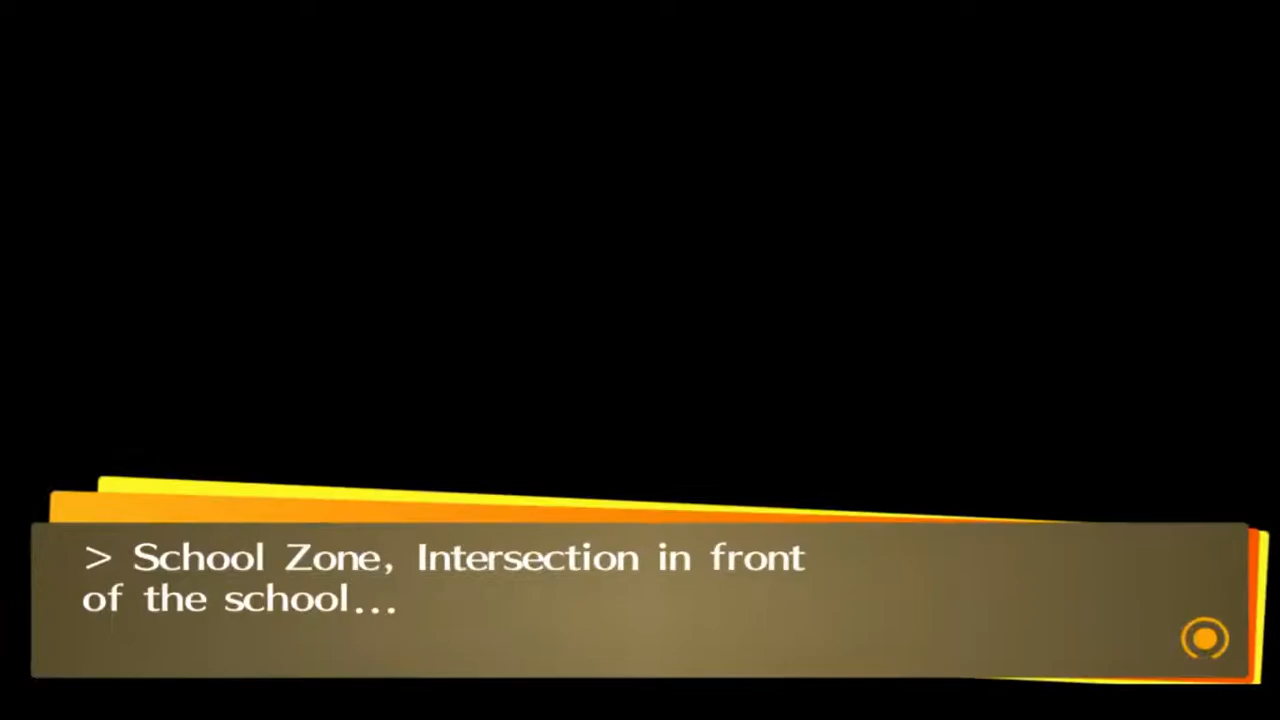 > School Zone, Intersection in front
of the school...